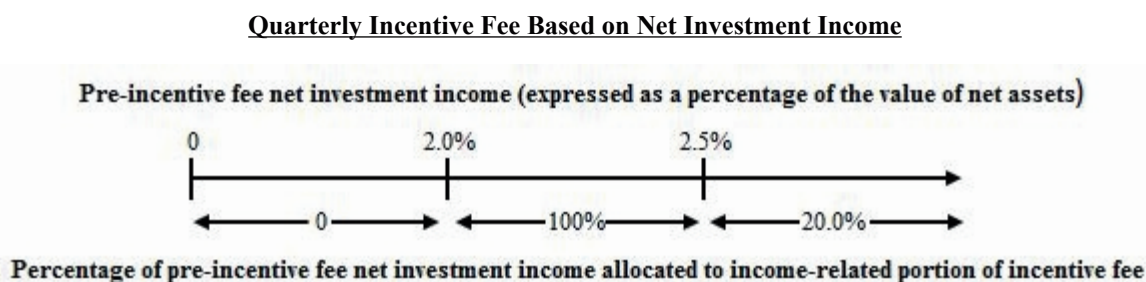 Quarterly Incentive Fee Based on Net Investment Income
Pre-incentive fee net investment income (expressed as a percentage of the value of net assets)
0 2.0% 2.5%
0 100% 20.0%
Percentage of pre-incentive fee net investment income allocated to income-related portion of incentive fee